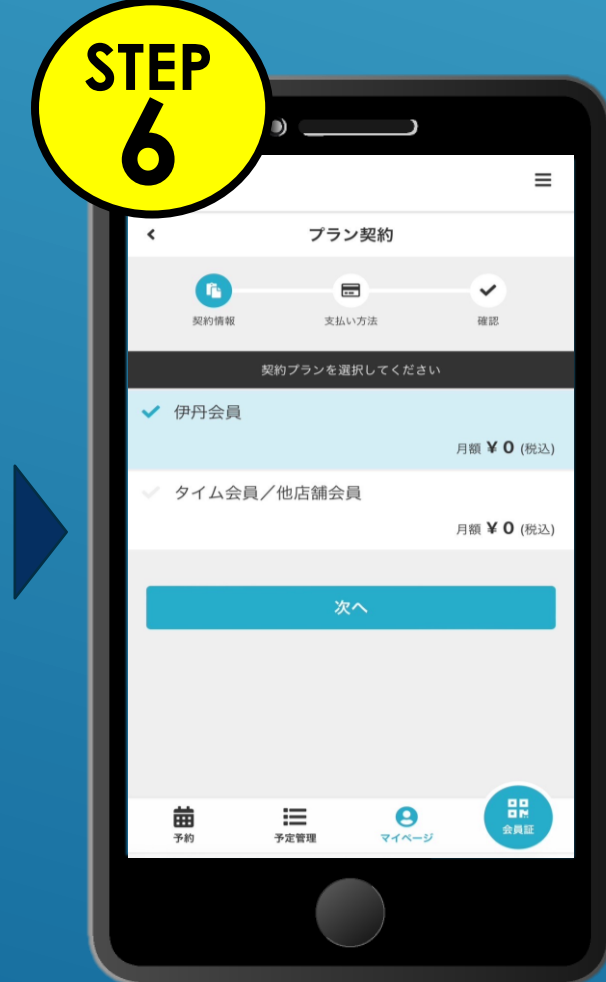 STEP
6
プラン契約
契約情報
支払い方法
確認
契約プランを選択してください
伊丹会員
月額 ¥ 0 (税込)
タイム会員／他店舗会員
月額 ¥ 0 (税込)
次へ
予約
予定管理
マイページ
会員証